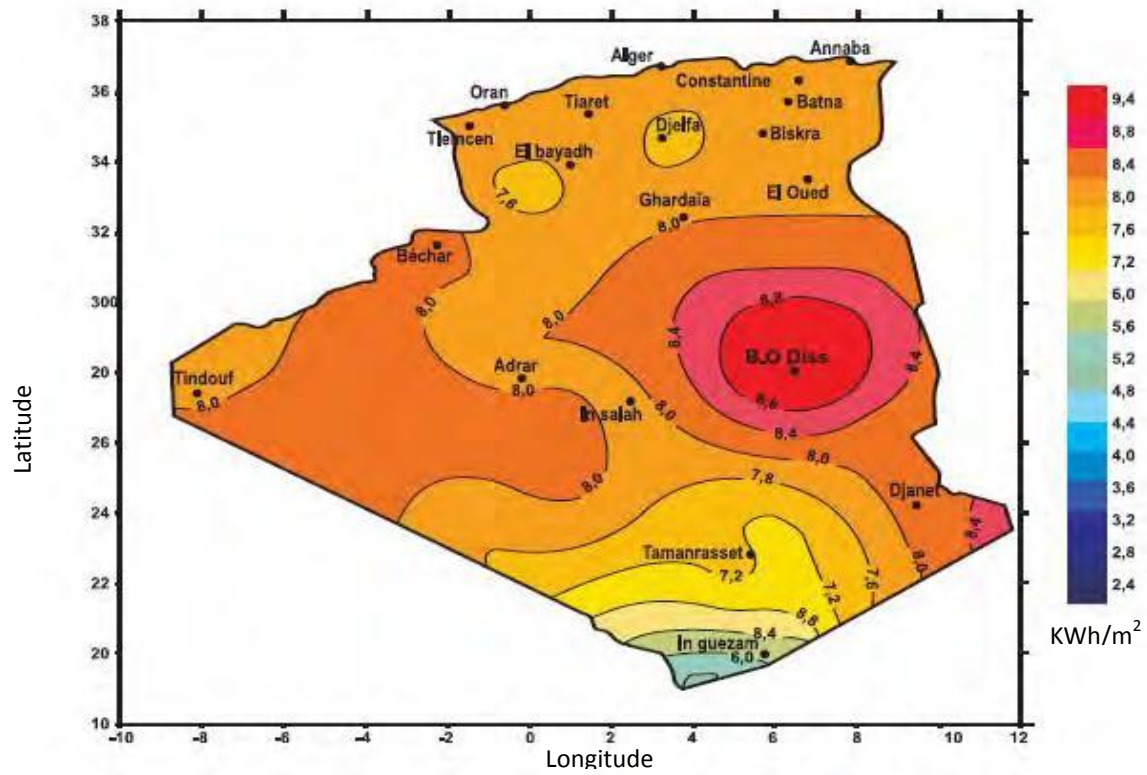 38
36
34
32
300
28
20
26
24
22
20
10
Latitude
-10
-8
-6
-4
-2
0
2
4
6
8
10
12
Longitude
Alger
Annaba
Constantine
Oran
Tiaret
Batna
Tlemcen
Djelfa
Biskra
El bayadh
7,6
Ghardaïa
El Oued
8,0
Béchar
8,0
8,0
8,8
8,4
8,4
B.O Diss
Adrar
8,0
Tindouf
8,0
In salah
8,0
8,6
8,4
8,0
8,0
7,8
Djanet
8,4
Tamanrasset
7,2
8,0
7,6
7,2
8,8
8,4
In guezam
6,0
9,4
8,8
8,4
8,0
7,6
7,2
6,0
5,6
5,2
4,8
4,4
4,0
3,6
3,2
2,8
2,4
KWh/m²